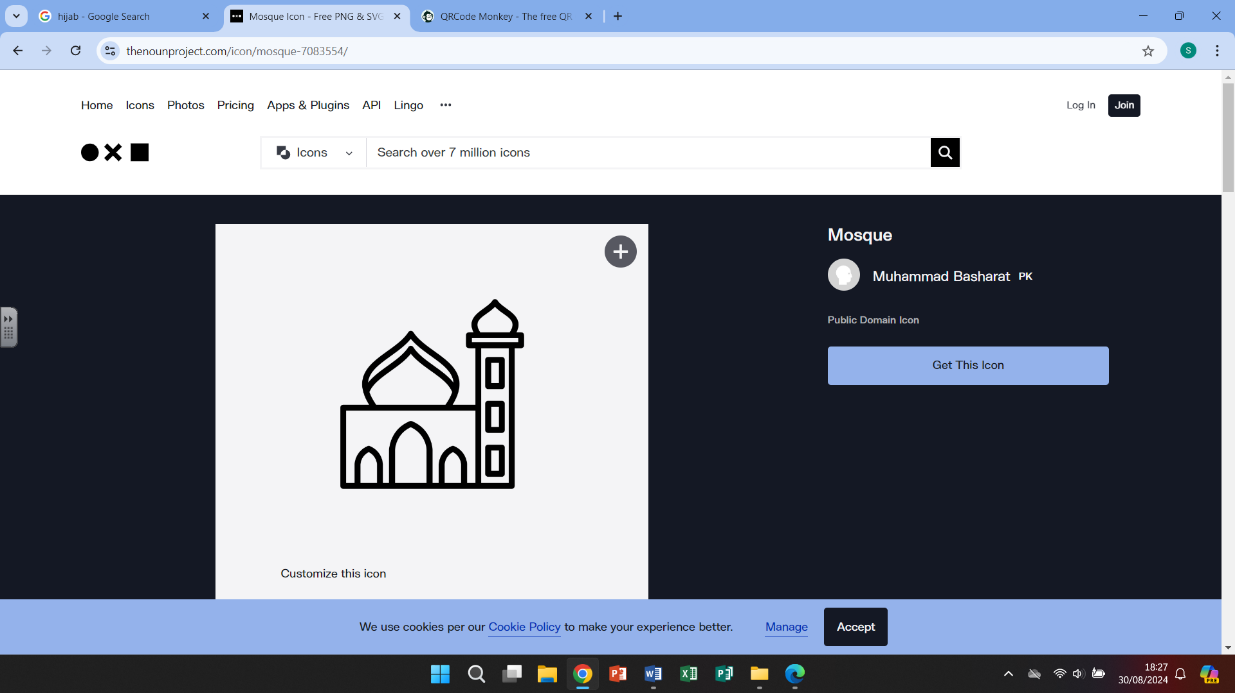 hijab - Google Search
Mosque Icon - Free PNG & SVG
QRCode Monkey - The free QR
thenounproject.com/icon/mosque-7083554/
S
Home Icons Photos Pricing Apps & Plugins API Lingo
Log In Join
Icons Search over 7 million icons
Mosque
Muhammad Basharat PK
Public Domain Icon
Get This Icon
Customize this icon
We use cookies per our Cookie Policy to make your experience better. Manage Accept
18:27
30/08/2024